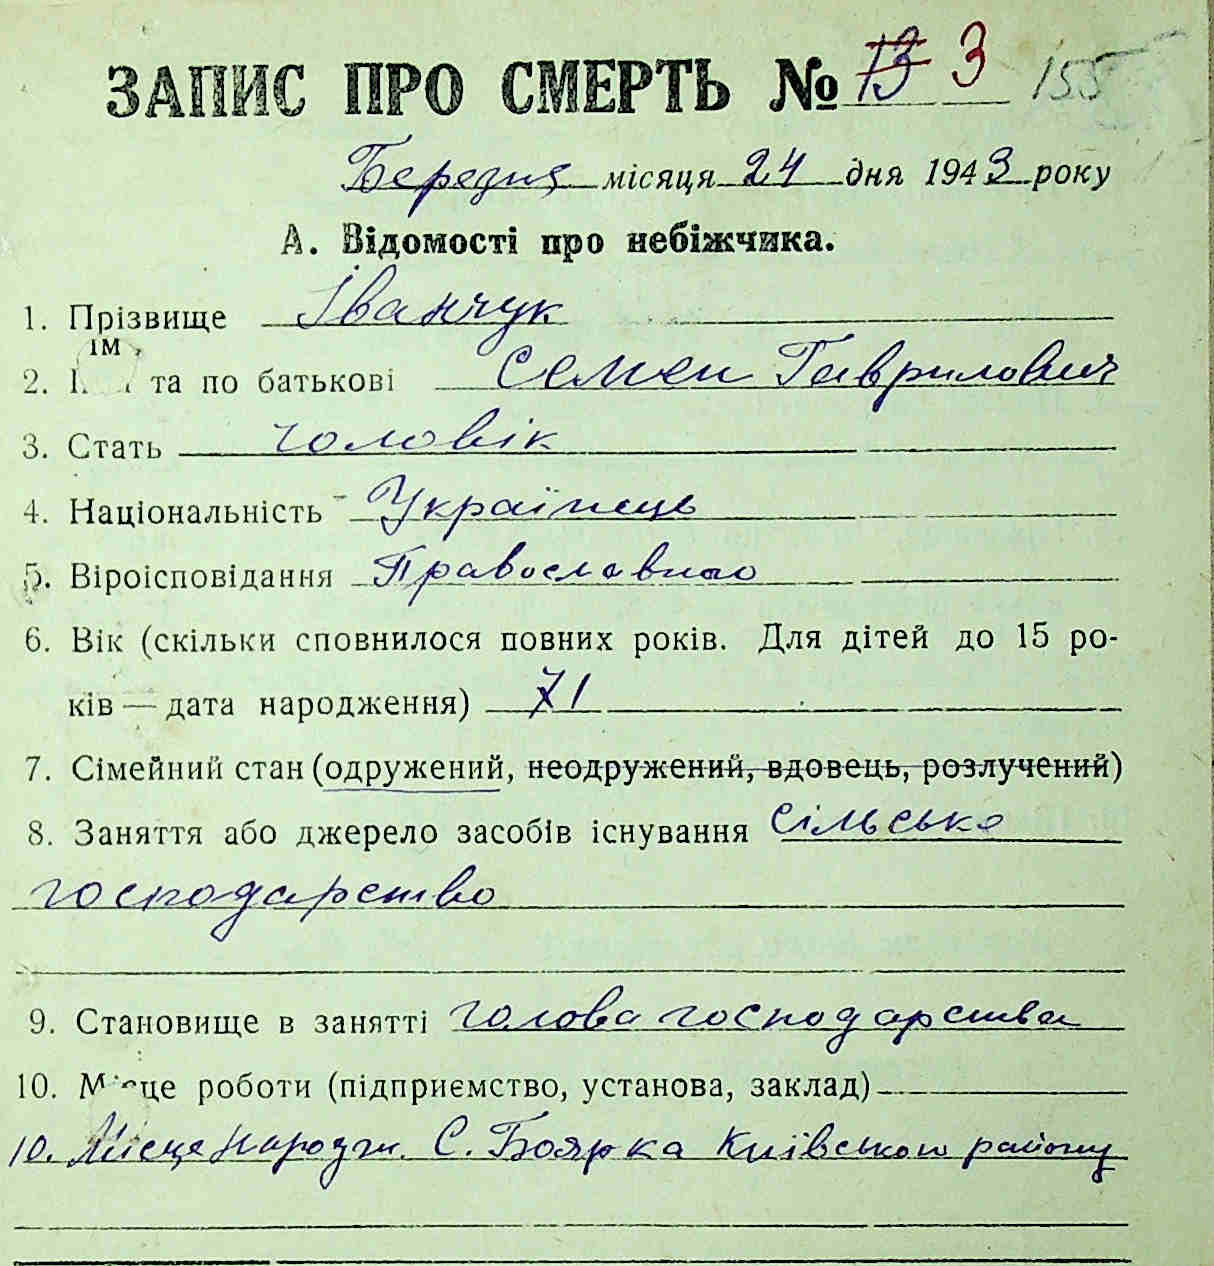 ЗАПИС ПРО СМЕРТЬ № 13 3 155
Березня місяця 24 дня 1943 року
А. Відомості про небіжчика.
1. Прізвище Іванчук
ім
2. І та по батькові Семен Гаврилович
3. Стать чоловік
4. Національність Українець
5. Віроісповідання Православного
6. Вік (скільки сповнилося повних років. Для дітей до 15 ро-
ків — дата народження) 71
7. Сімейний стан (одружений, неодружений, вдовець, розлучений)
8. Заняття або джерело засобів існування сільське
господарство
9. Становище в занятті голова господарства
10. Місце роботи (підприємство, установа, заклад)
10. Місце народж. С. Боярка Київського району